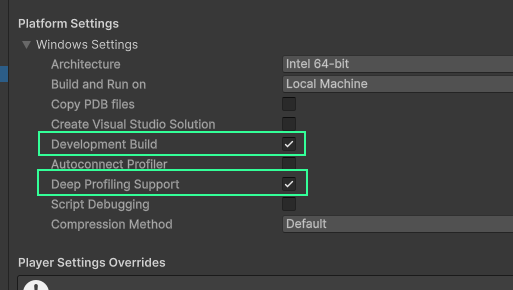 Platform Settings
Windows Settings
Architecture Intel 64-bit
Build and Run on Local Machine
Copy PDB files
Create Visual Studio Solution
Development Build
Autoconnect Profiler
Deep Profiling Support
Script Debugging
Compression Method Default
Player Settings Overrides